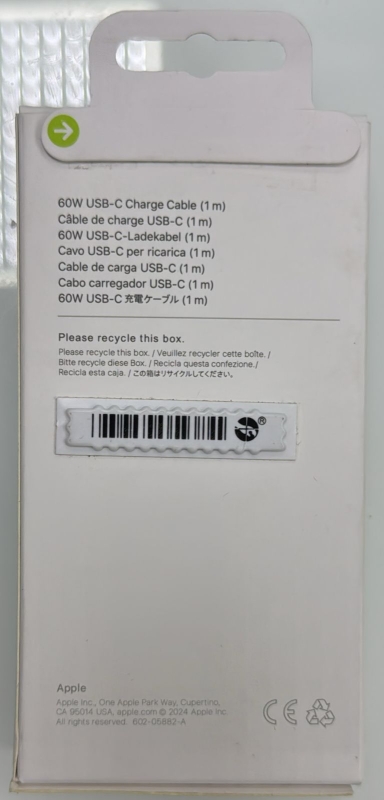 60W USB-C Charge Cable (1 m)
Câble de charge USB-C (1 m)
60W USB-C-Ladekabel (1 m)
Cavo USB-C per ricarica (1 m)
Cable de carga USB-C (1 m)
Cabo carregador USB-C (1 m)
60W USB-C 充電ケーブル (1 m)
Please recycle this box.
Please recycle this box. / Veuillez recycler cette boîte. /
Bitte recycle diese Box. / Ricicla questa confezione. /
Recicla esta caja. / この箱はリサイクルしてください。
®
Apple
Apple Inc., One Apple Park Way, Cupertino,
CA 95014 USA, apple.com © 2024 Apple Inc.
All rights reserved. 602-05882-A
CE